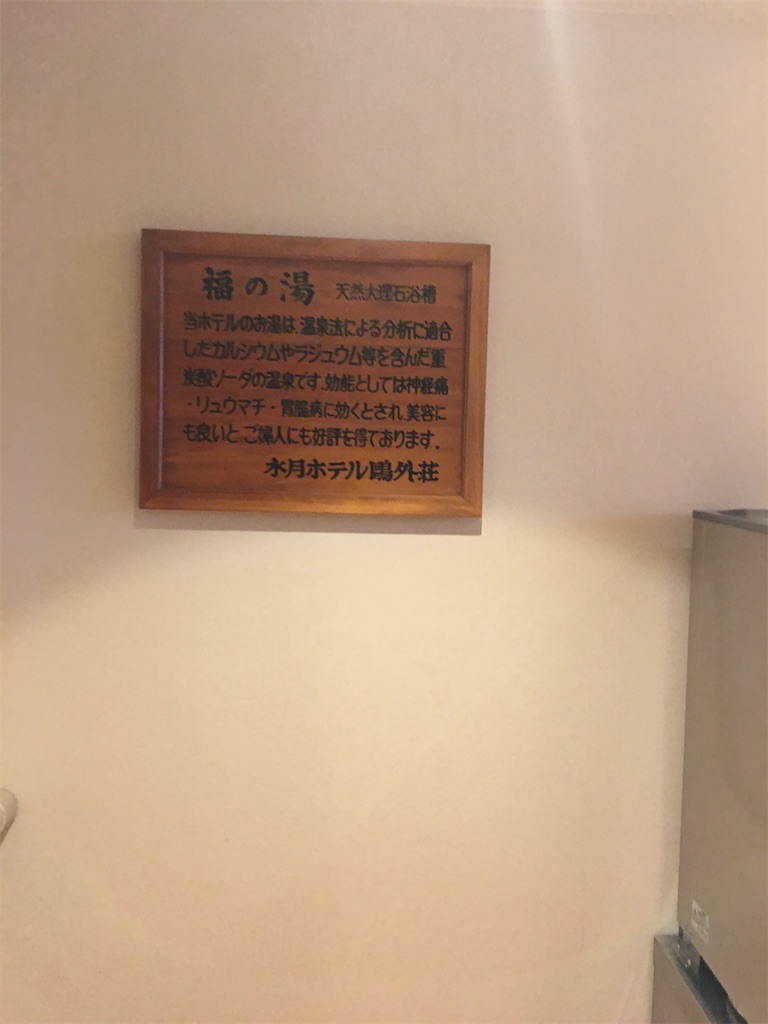 福の湯 天然大理石浴槽
当ホテルのお湯は、温泉法による分析に適合
したカルシウムやラジュウム等を含んだ重
炭酸ソーダの温泉です。効能としては神経痛
・リュウマチ・胃腸病に効くとされ、美容に
も良いと、ご婦人にも好評を得ております。
水月ホテル鷗外荘